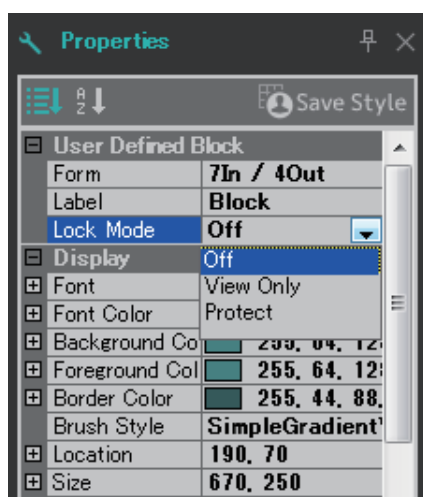 Properties
Save Style
User Defined Block
Form 7In / 4Out
Label Block
Lock Mode Off
Display Off
Font View Only
Font Color Protect
Background Co
Foreground Col 255, 64, 12
Border Color 255, 44, 88,
Brush Style SimpleGradient
Location 190, 70
Size 670, 250